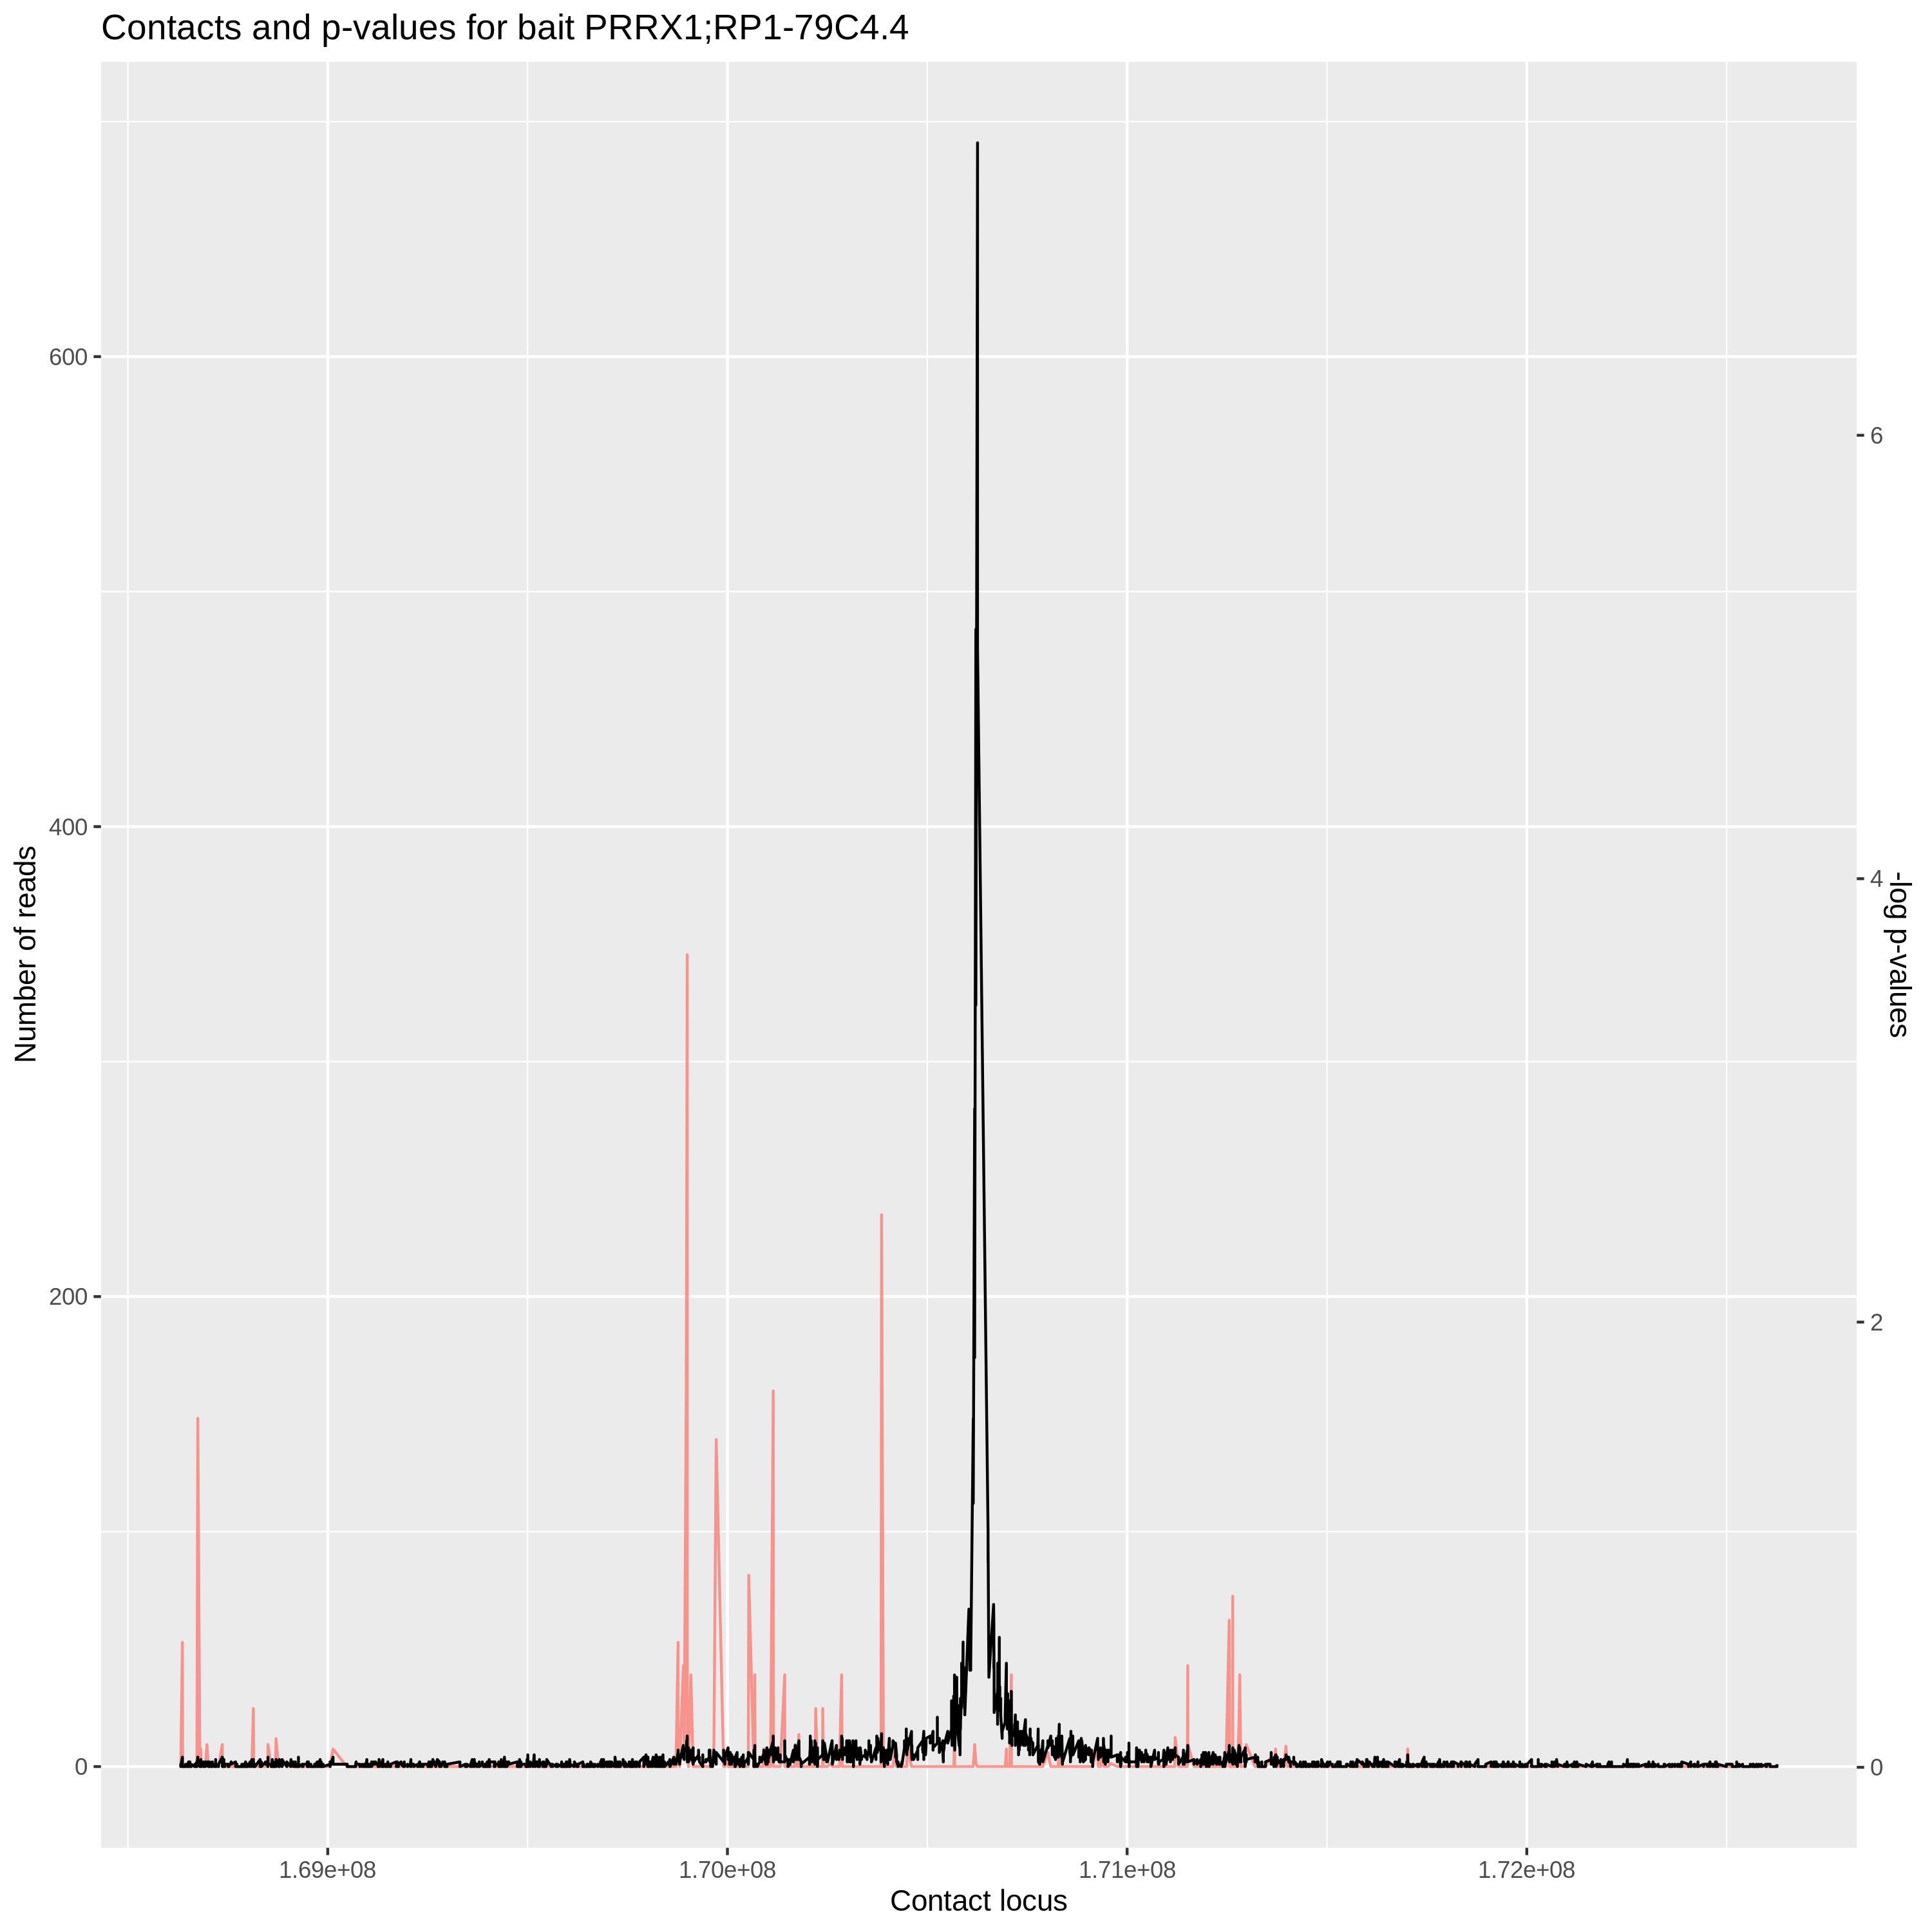 Contacts and p-values for bait PRRX1;RP1-79C4.4
600
400
200
0
Number of reads
6
4
2
0
-log p-values
1.69e+08
1.70e+08
1.71e+08
1.72e+08
Contact locus